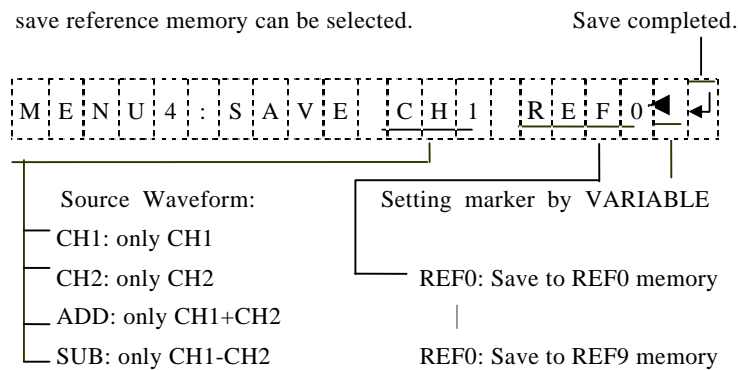 save reference memory can be selected. Save completed.
MENU4:SAVE CH1 REF0
Source Waveform: Setting marker by VARIABLE
CH1: only CH1
CH2: only CH2 REF0: Save to REF0 memory
ADD: only CH1+CH2
SUB: only CH1-CH2 REF0: Save to REF9 memory